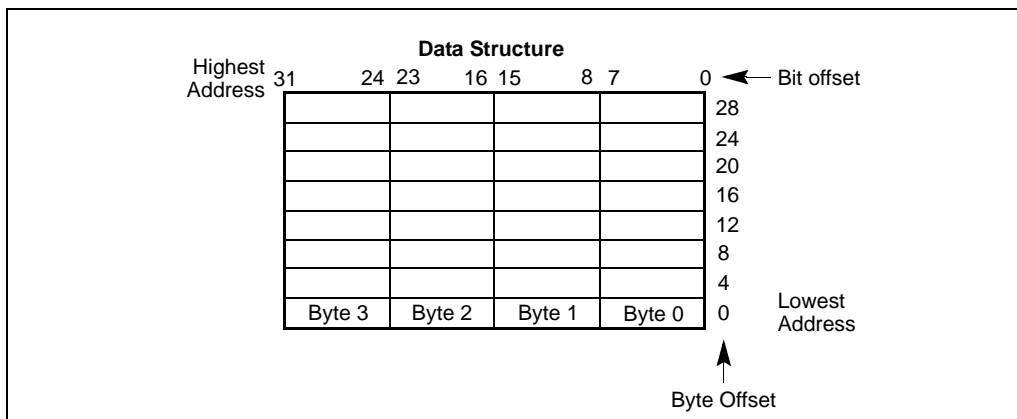 Data Structure
Highest Address
31 24 23 16 15 8 7 0 Bit offset
28
24
20
16
12
8
4
Byte 3 Byte 2 Byte 1 Byte 0 0 Lowest Address
Byte Offset